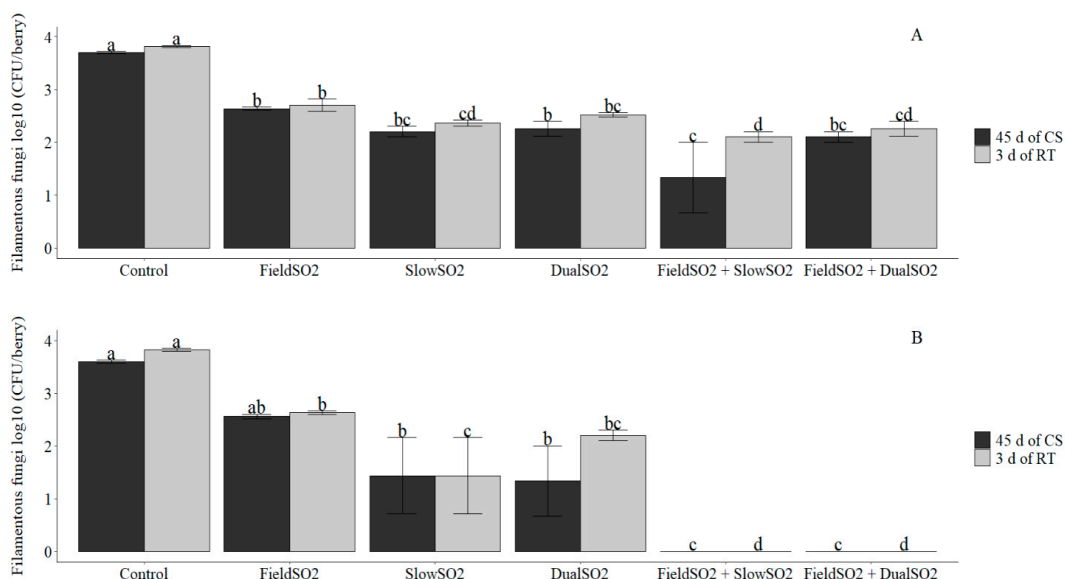 A
Filamentous fungi log10 (CFU/berry)
4
3
2
1
0
a a b b bc cd b bc c d bc cd
45 d of CS
3 d of RT
Control FieldSO2 SlowSO2 DualSO2 FieldSO2 + SlowSO2 FieldSO2 + DualSO2
B
Filamentous fungi log10 (CFU/berry)
4
3
2
1
0
a a ab b b c b bc c d c d
45 d of CS
3 d of RT
Control FieldSO2 SlowSO2 DualSO2 FieldSO2 + SlowSO2 FieldSO2 + DualSO2